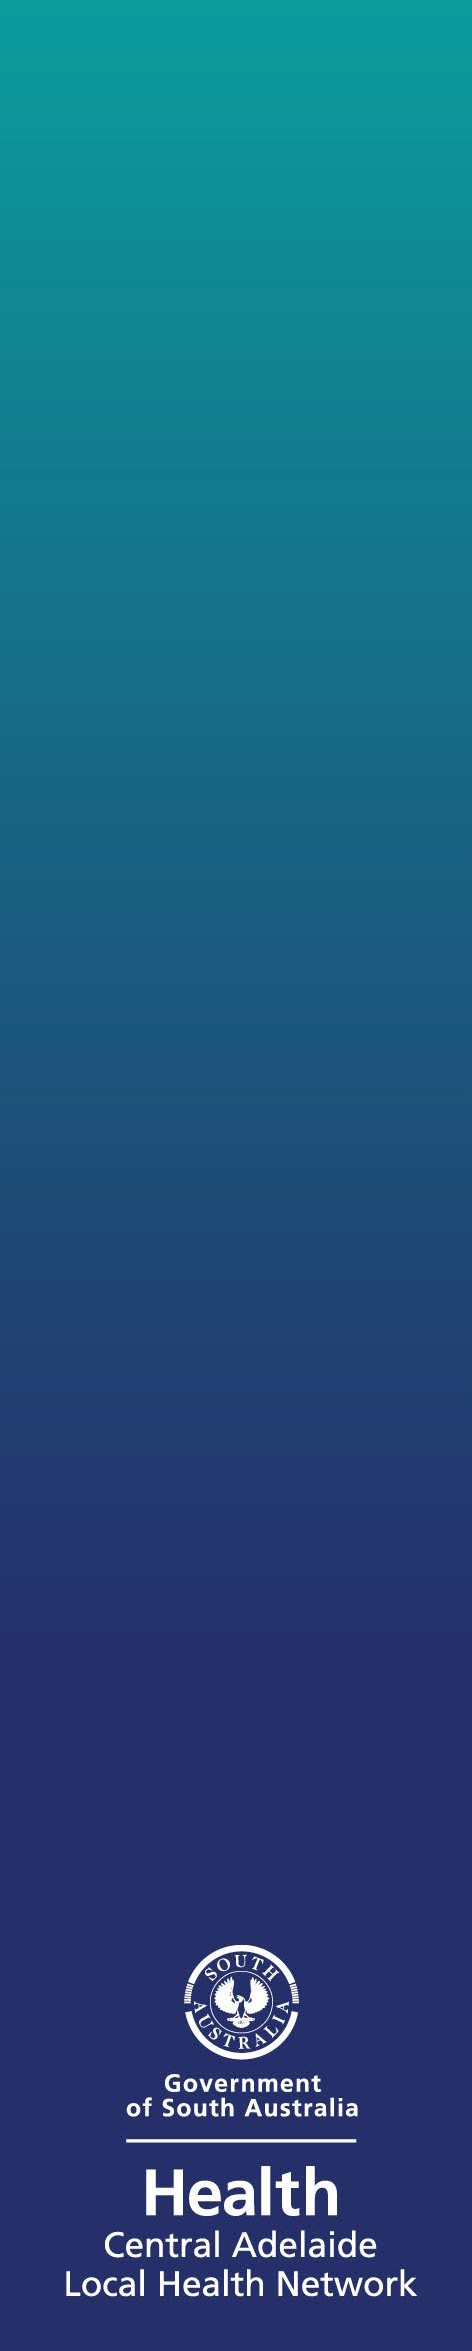 SOUTH
AUSTRALIA
Government
of South Australia
Health
Central Adelaide
Local Health Network